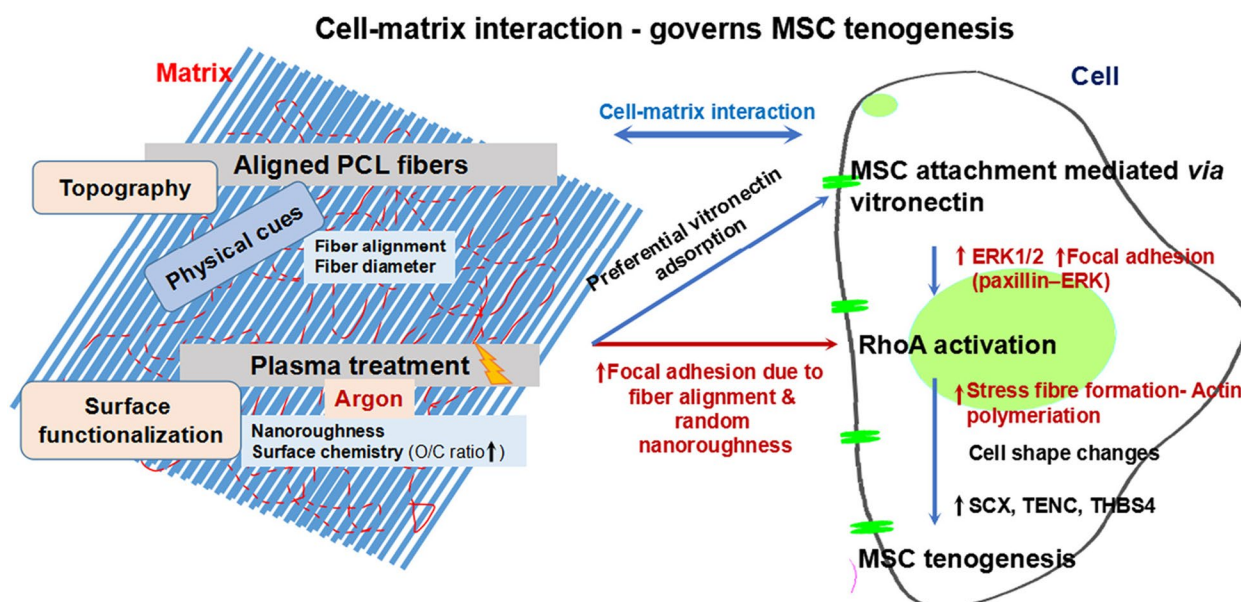 Cell-matrix interaction - governs MSC tenogenesis
Matrix
Cell
Cell-matrix interaction
Aligned PCL fibers
Topography
Physical cues
Fiber alignment
Fiber diameter
Plasma treatment
Argon
Surface
functionalization
Nanoroughness
Surface chemistry (O/C ratio↑)
Preferential vitronectin
adsorption
↑Focal adhesion due to
fiber alignment &
random
nanoroughness
MSC attachment mediated via
vitronectin
↑ ERK1/2 ↑Focal adhesion
(paxillin–ERK)
RhoA activation
↑Stress fibre formation- Actin
polymeriation
Cell shape changes
↑ SCX, TENC, THBS4
MSC tenogenesis